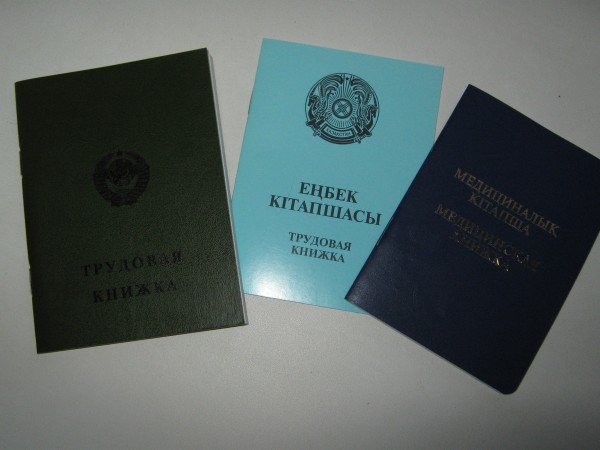 ТРУДОВАЯ
КНИЖКА
ЕҢБЕК
КІТАПШАСЫ
ТРУДОВАЯ
КНИЖКА
МЕДИЦИНАЛЫҚ
КІТАПША
МЕДИЦИНСКАЯ
КНИЖКА